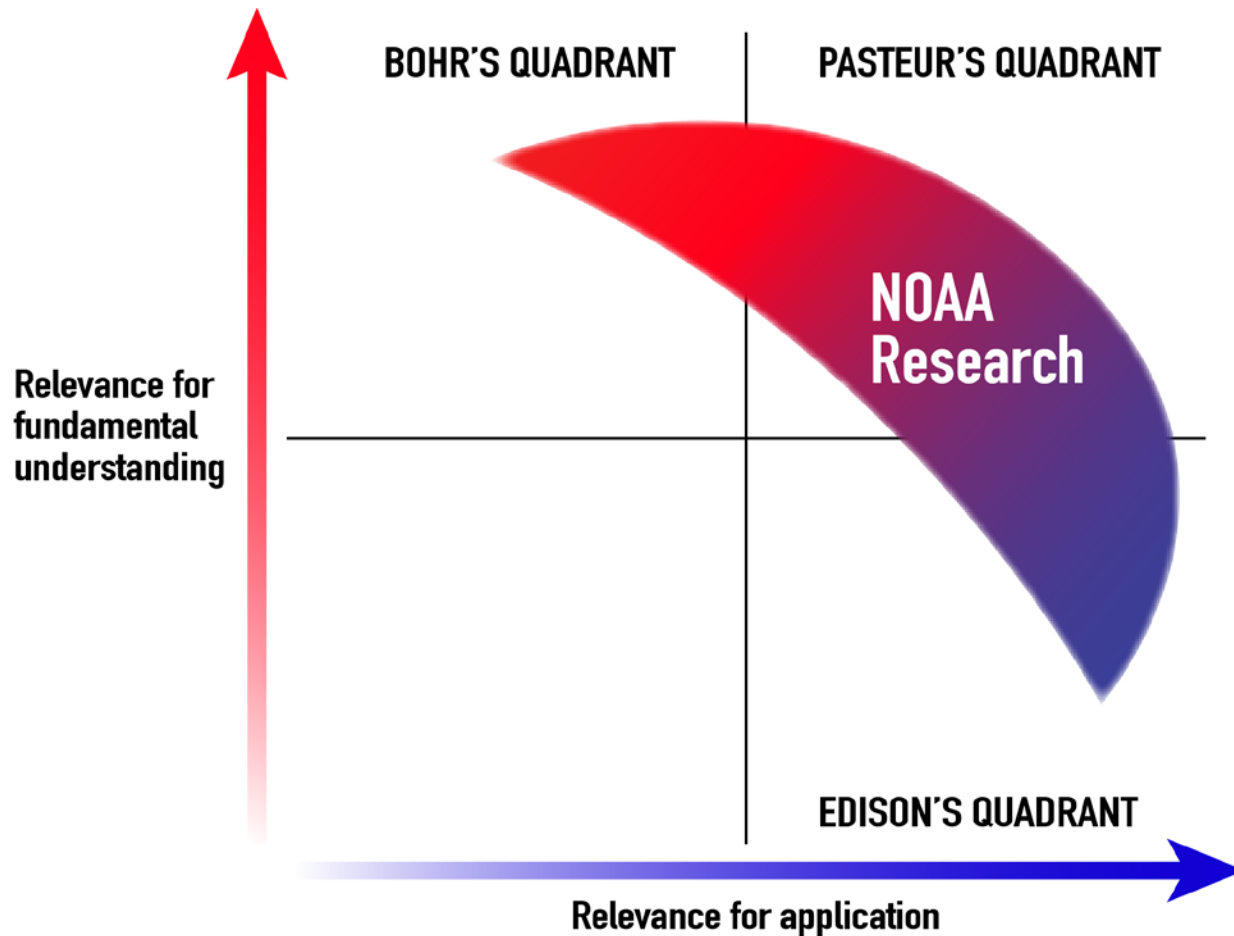 BOHR'S QUADRANT
PASTEUR'S QUADRANT
NOAA
Research
Relevance for
fundamental
understanding
EDISON'S QUADRANT
Relevance for application